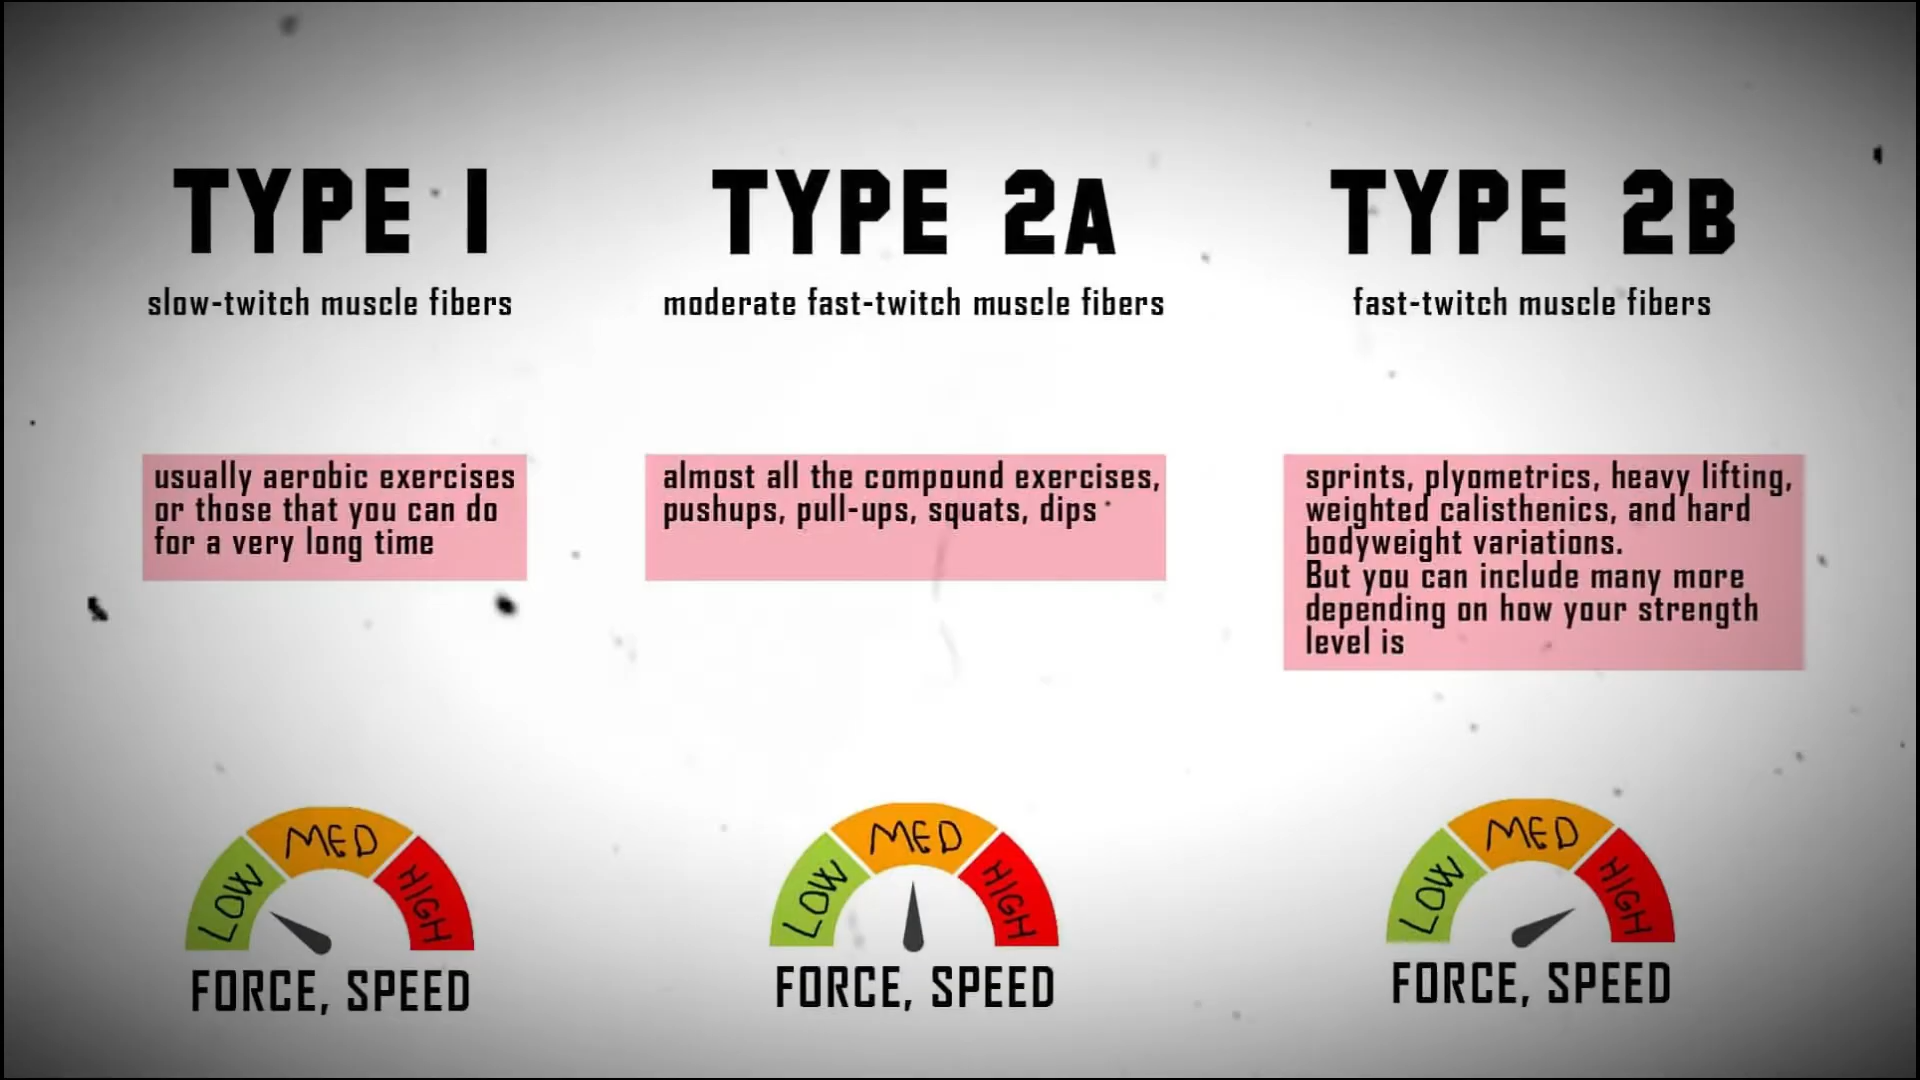 TYPE 1
slow-twitch muscle fibers
usually aerobic exercises
or those that you can do
for a very long time
LOW
MED
HIGH
FORCE, SPEED
TYPE 2A
moderate fast-twitch muscle fibers
almost all the compound exercises,
pushups, pull-ups, squats, dips
LOW
MED
HIGH
FORCE, SPEED
TYPE 2B
fast-twitch muscle fibers
sprints, plyometrics, heavy lifting,
weighted calisthenics, and hard
bodyweight variations.
But you can include many more
depending on how your strength
level is
LOW
MED
HIGH
FORCE, SPEED